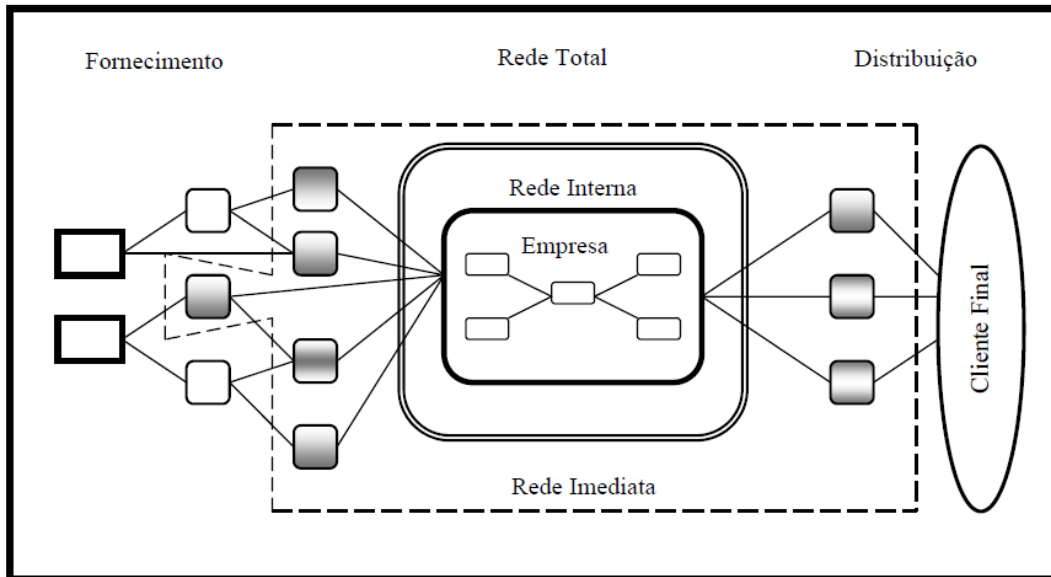 Fornecimento
Rede Total
Distribuição
Rede Interna
Empresa
Rede Imediata
Cliente Final